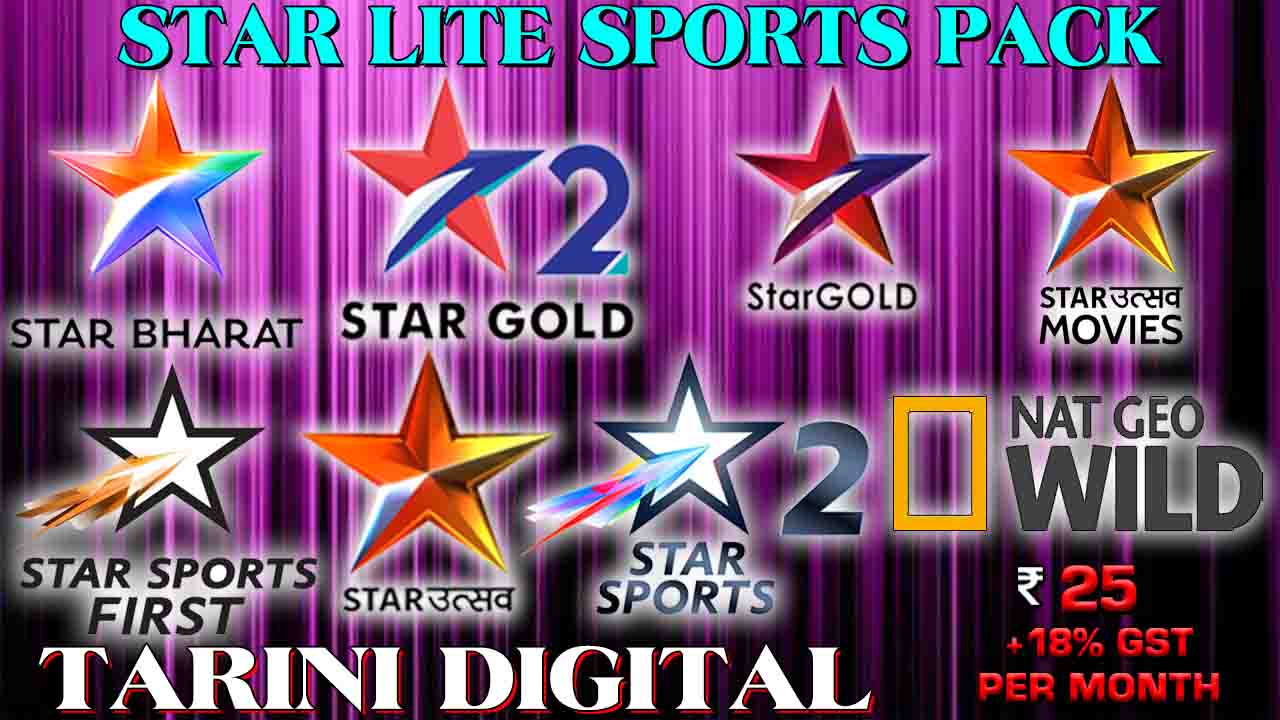 STAR LITE SPORTS PACK
STAR BHARAT
2
STAR GOLD
StarGOLD
STAR उत्सव
MOVIES
STAR SPORTS
FIRST
STAR उत्सव
2
STAR
SPORTS
NAT GEO
WILD
₹ 25
+18% GST
PER MONTH
TARINI DIGITAL